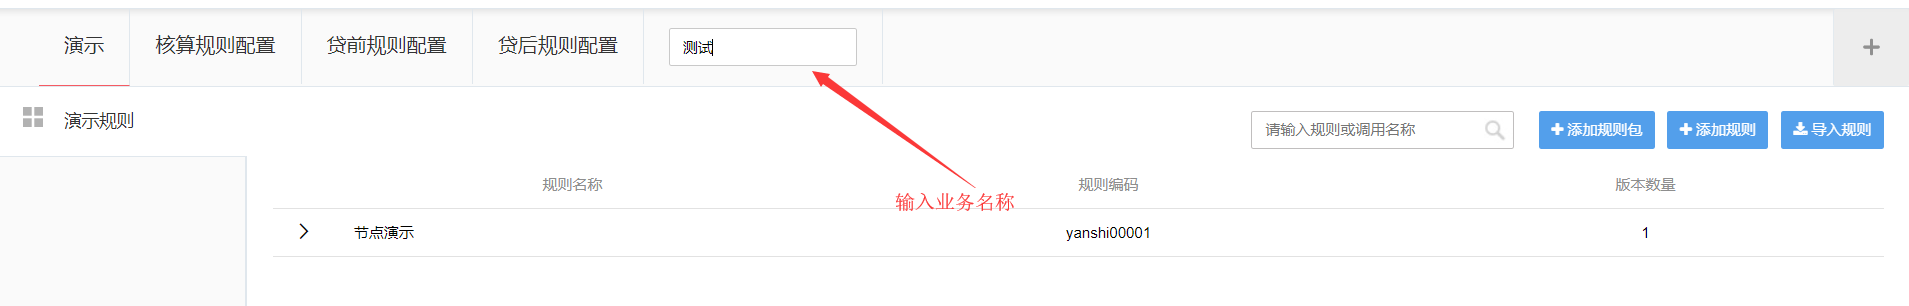 演示 核算规则配置 贷前规则配置 贷后规则配置 测试
演示规则 请输入规则或调用名称 添加规则包 添加规则 导入规则
规则名称 规则编码 版本数量
输入业务名称
节点演示 yanshi00001 1